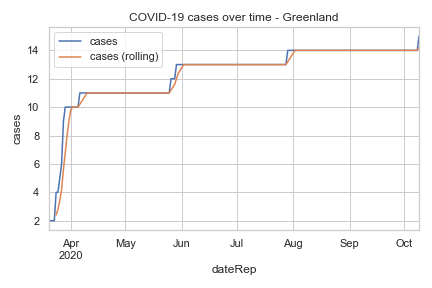 COVID-19 cases over time - Greenland
cases
cases (rolling)
14
12
10
8
6
4
2
cases
Apr
2020
May
Jun
Jul
Aug
Sep
Oct
dateRep